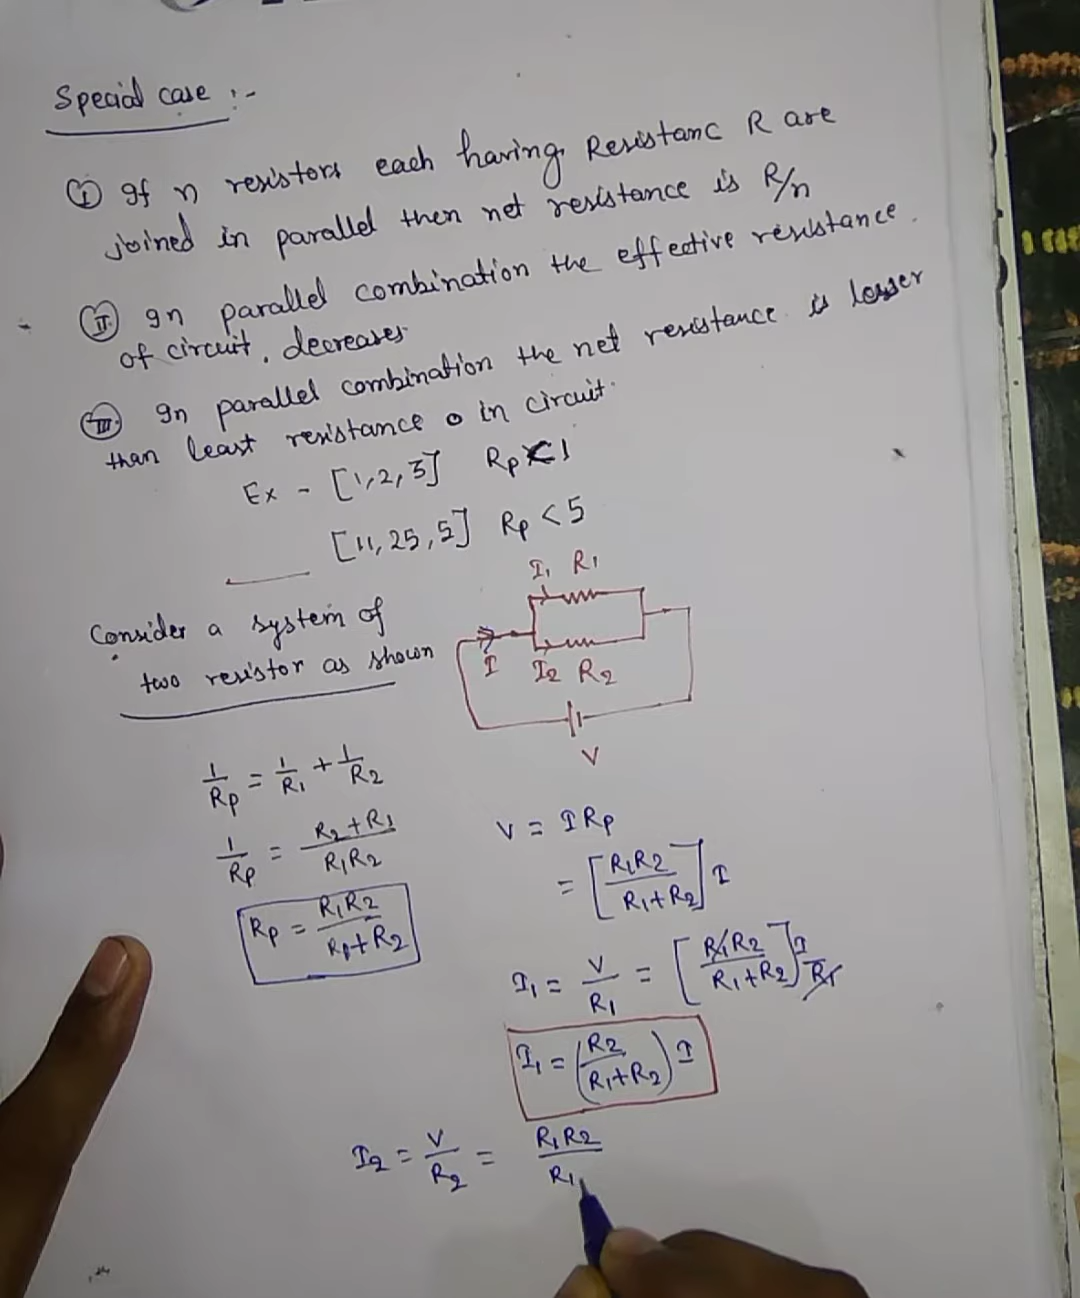 Special case :-
(I) If n resistors each having Resistanc R are
joined in parallel then net resistance is R/n
(II) In parallel combination the effective resistance.
of circuit, decreases.
(III) In parallel combination the net resistance is lesser
than least resistance in circuit.
Ex - [1, 2, 3] Rp < 1
[11, 25, 5] Rp < 5
I1 R1
Consider a system of
two resistor as shown
I I2 R2
V
1/Rp = 1/R1 + 1/R2
1/Rp = (R2+R1)/(R1R2)
Rp = (R1R2)/(R1+R2)
V = IRp
= [R1R2/(R1+R2)] I
I1 = V/R1 = [R1R2/(R1+R2)] I/R1
I1 = (R2/(R1+R2)) I
I2 = V/R2 = R1R2/R1